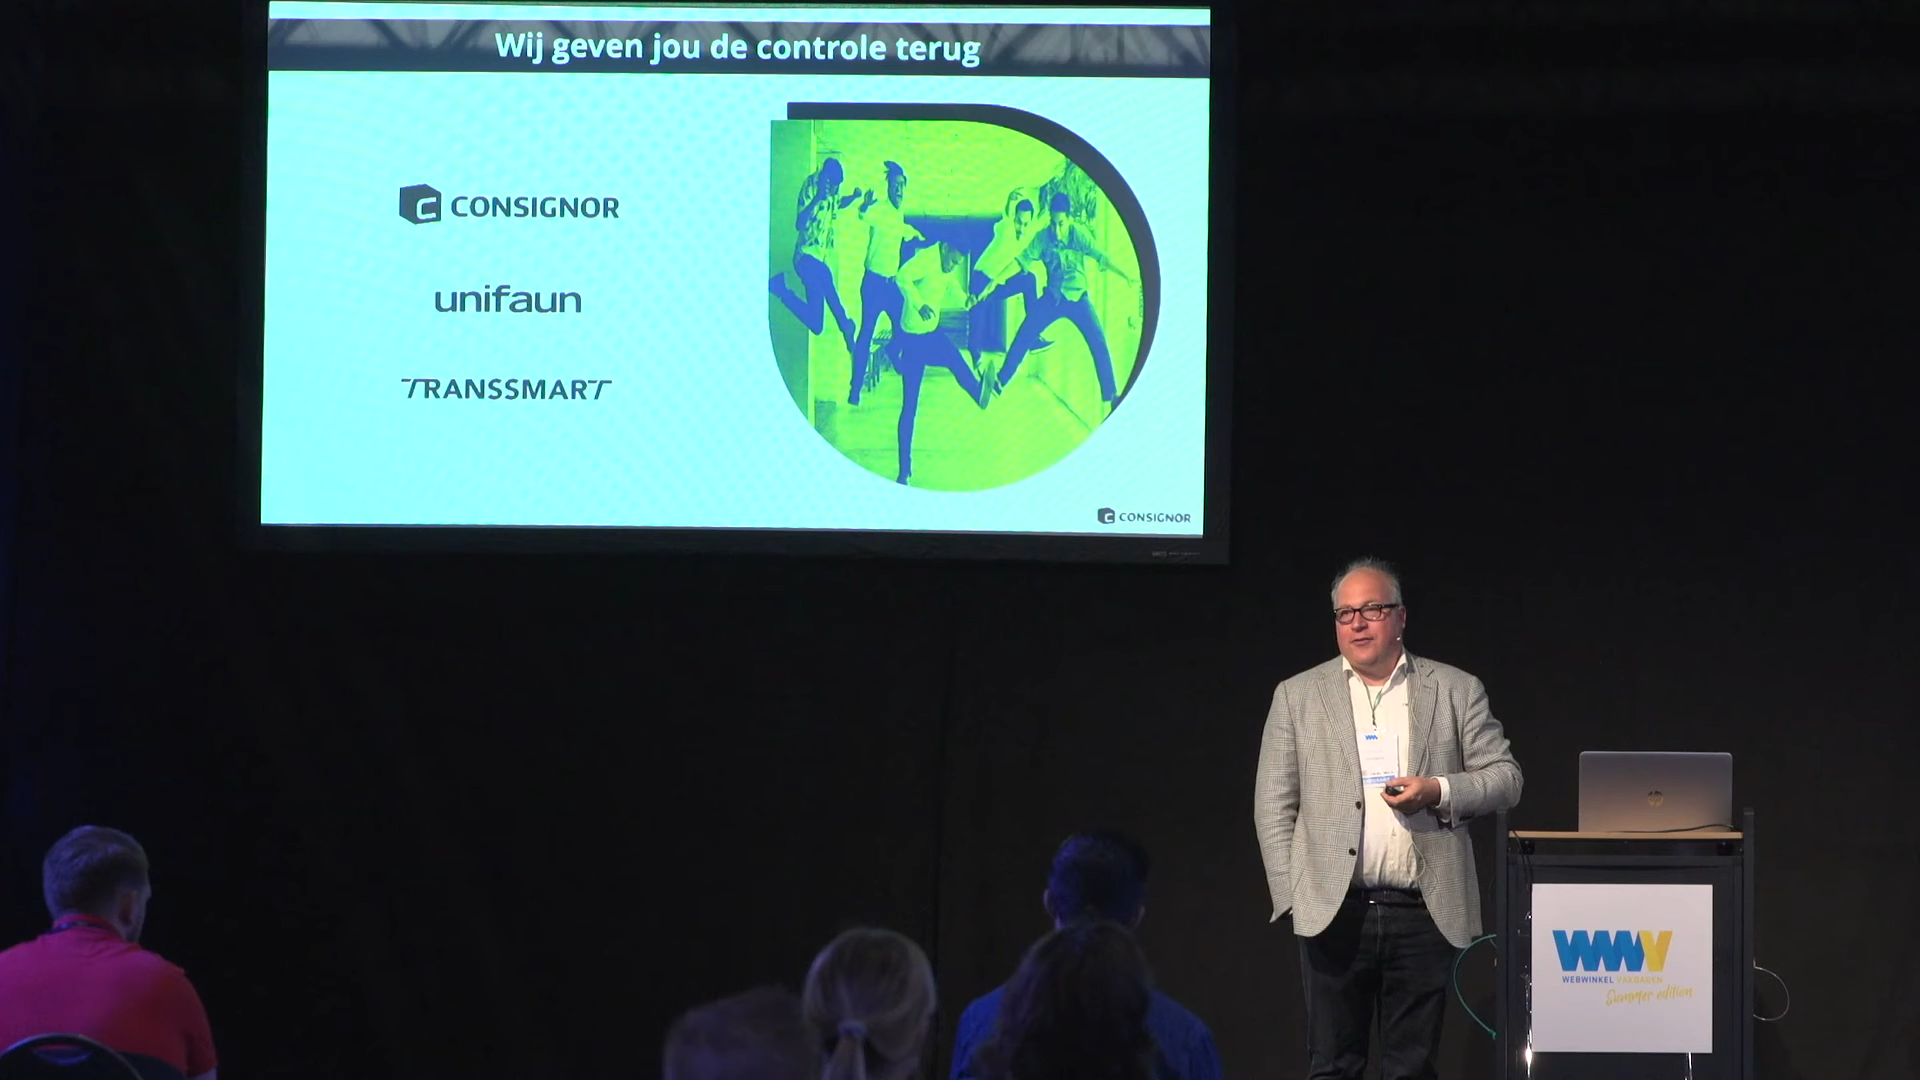 Wij geven jou de controle terug
CONSIGNOR
unifaun
TRANSSMART
CONSIGNOR
WWV
WEBWINKEL VAKDAGEN
Summer edition